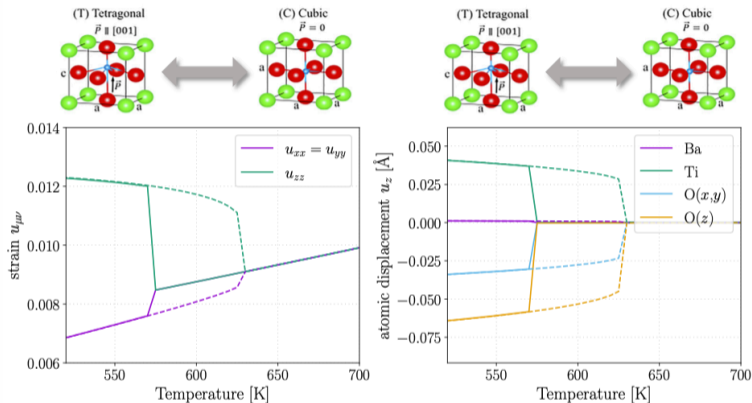 (T) Tetragonal
P⃗ ∥ [001]
(C) Cubic
P⃗ = 0
c
P⃗
a
a
a
a
a
(T) Tetragonal
P⃗ ∥ [001]
(C) Cubic
P⃗ = 0
c
P⃗
a
a
a
a
a
0.014
0.012
0.010
0.008
0.006
strain uμν
u_xx = u_yy
u_zz
550
600
650
700
Temperature [K]
0.050
0.025
0.000
−0.025
−0.050
−0.075
atomic displacement u_z [Å]
Ba
Ti
O(x,y)
O(z)
550
600
650
700
Temperature [K]